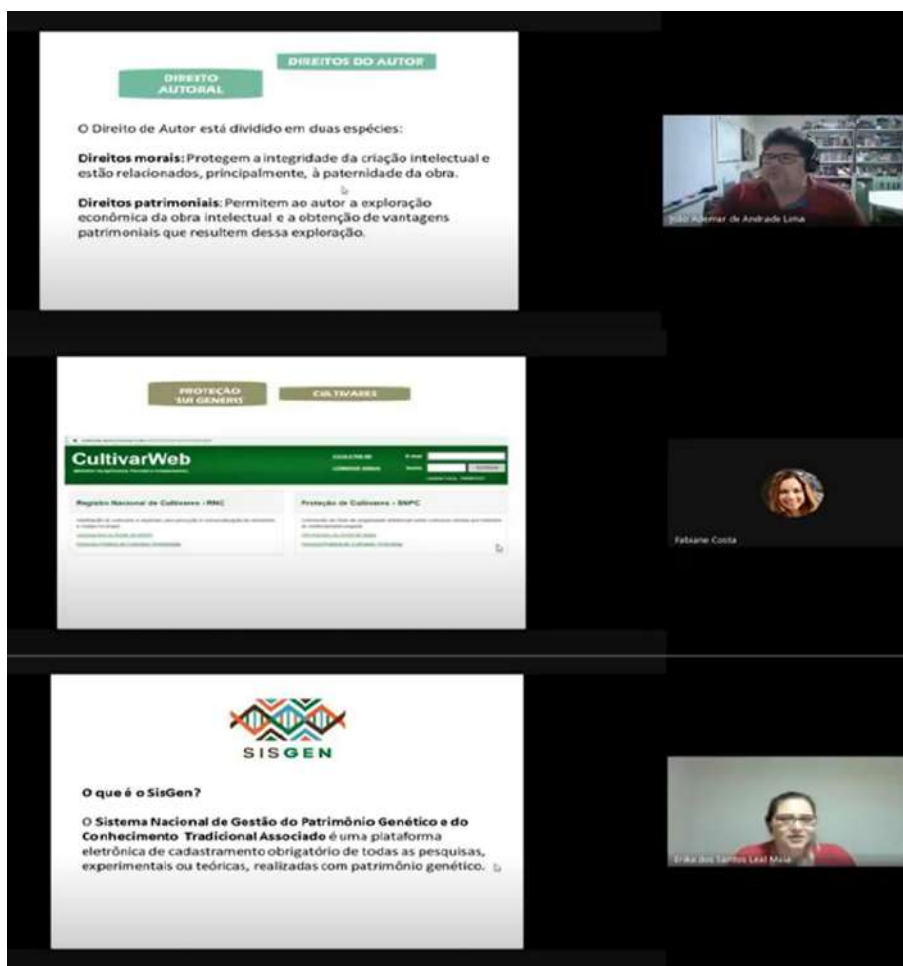 DIREITO
AUTORAL
DIREITOS DO AUTOR
O Direito de Autor está dividido em duas espécies:
Direitos morais: Protegem a integridade da criação intelectual e
estão relacionados, principalmente, à paternidade da obra.
Direitos patrimoniais: Permitem ao autor a exploração
econômica da obra intelectual e a obtenção de vantagens
patrimoniais que resultem dessa exploração.
João Ademar de Andrade Lima
PROTEÇÃO
SUI GENERIS
CULTIVARES
CultivarWeb
Registro Nacional de Cultivares - RNC
Proteção de Cultivares - SNPC
Fabiane Costa
SISGEN
O que é o SisGen?
O Sistema Nacional de Gestão do Patrimônio Genético e do
Conhecimento Tradicional Associado é uma plataforma
eletrônica de cadastramento obrigatório de todas as pesquisas,
experimentais ou teóricas, realizadas com patrimônio genético.
Erika dos Santos Leal Maia